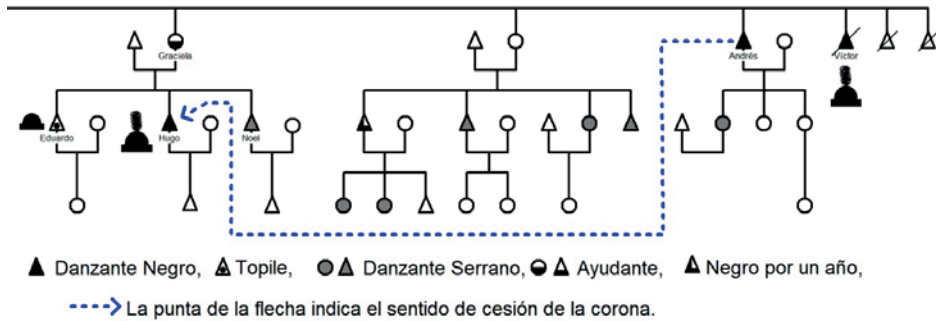 Graciela
Andrés
Víctor
Eduardo
Hugo
Noel
Danzante Negro, Topile, Danzante Serrano, Ayudante, Negro por un año,
La punta de la flecha indica el sentido de cesión de la corona.